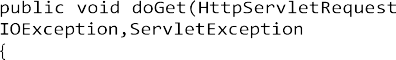 public void doGet(HttpServletRequest
IOException,ServletException
{